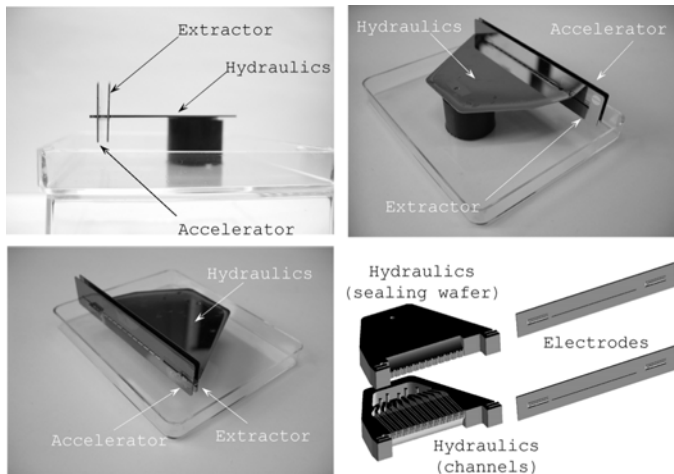 Extractor
Hydraulics
Accelerator
Hydraulics
Accelerator
Extractor
Hydraulics
Accelerator
Extractor
Hydraulics
(sealing wafer)
Electrodes
Hydraulics
(channels)